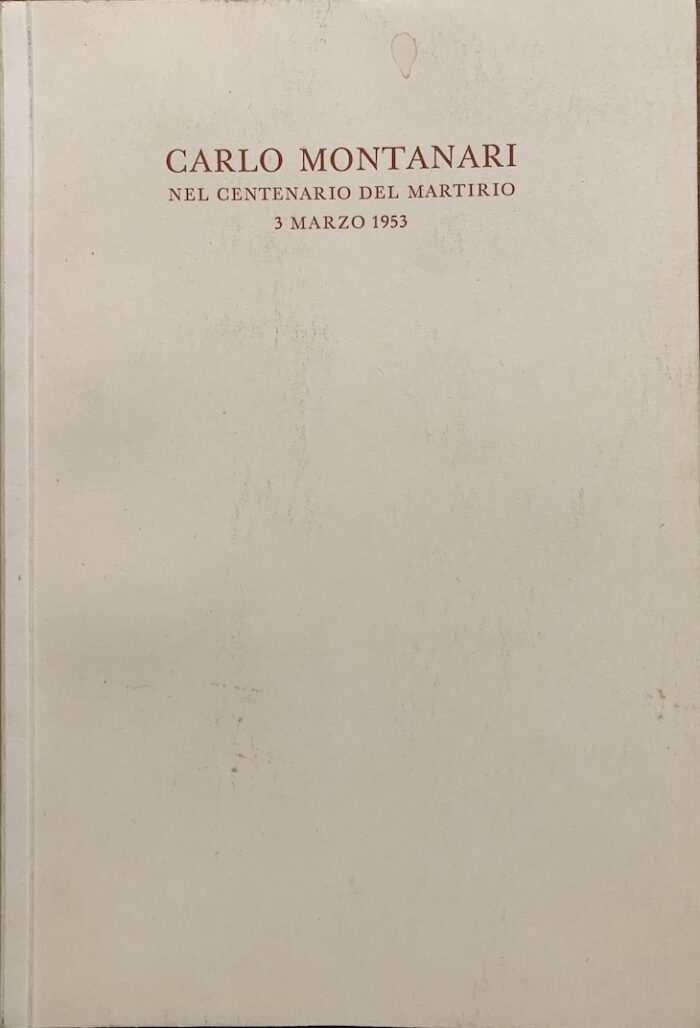 CARLO MONTANARI
NEL CENTENARIO DEL MARTIRIO
3 MARZO 1953